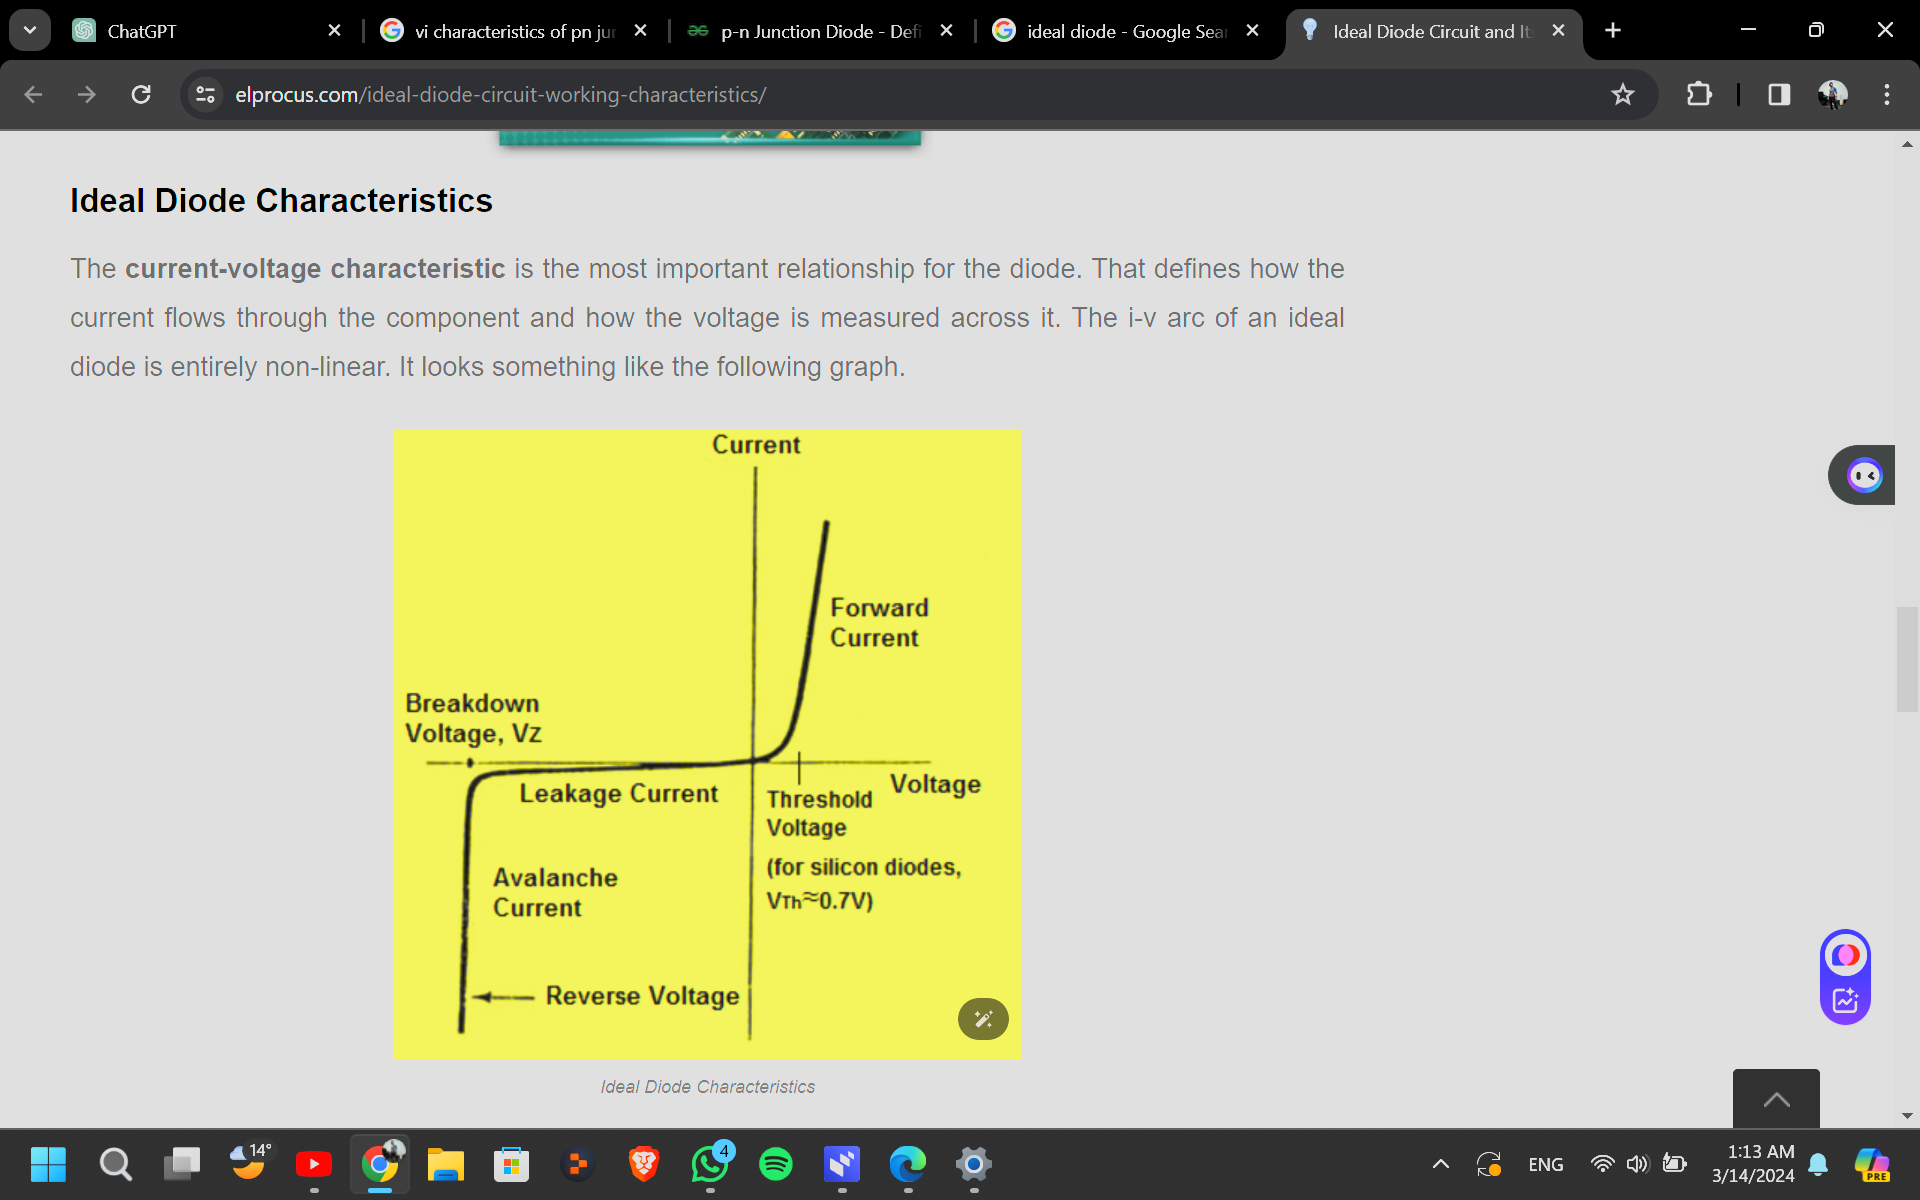 ChatGPT
vi characteristics of pn jun
p-n Junction Diode - Defi
ideal diode - Google Sear
Ideal Diode Circuit and It
elprocus.com/ideal-diode-circuit-working-characteristics/
Ideal Diode Characteristics
The current-voltage characteristic is the most important relationship for the diode. That defines how the
current flows through the component and how the voltage is measured across it. The i-v arc of an ideal
diode is entirely non-linear. It looks something like the following graph.
Current
Forward
Current
Breakdown
Voltage, Vz
Leakage Current
Voltage
Threshold
Voltage
(for silicon diodes,
VTh≈0.7V)
Avalanche
Current
Reverse Voltage
Ideal Diode Characteristics
14°
4
ENG
1:13 AM
3/14/2024
PRE